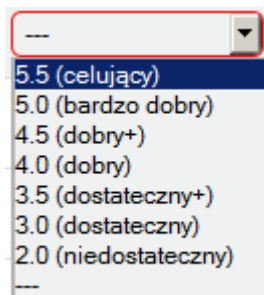 ---
5.5 (celujący)
5.0 (bardzo dobry)
4.5 (dobry+)
4.0 (dobry)
3.5 (dostateczny+)
3.0 (dostateczny)
2.0 (niedostateczny)
---